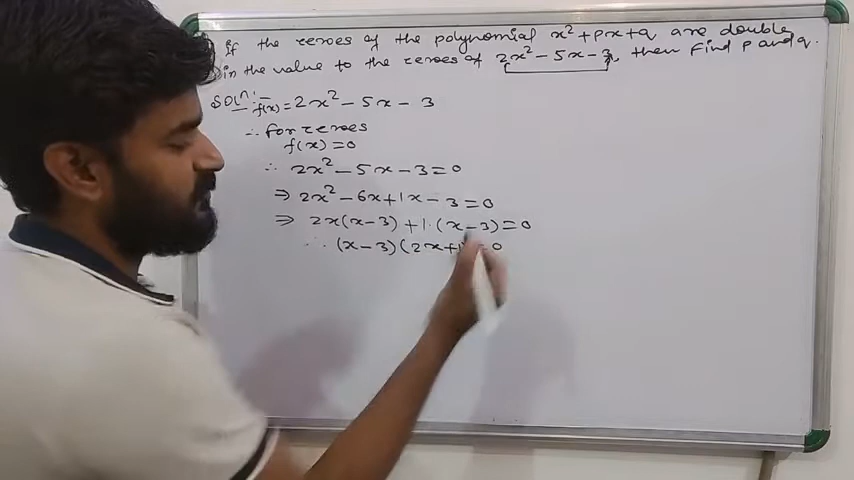 If the zeroes of the polynomial x² + px + q are double
in the value to the zeroes of 2x² - 5x - 3, then find p and q.
Solⁿ:- f(x) = 2x² - 5x - 3
∴ For zeroes
f(x) = 0
∴ 2x² - 5x - 3 = 0
⇒ 2x² - 6x + 1x - 3 = 0
⇒ 2x(x - 3) + 1·(x - 3) = 0
∴ (x - 3)(2x + 1) = 0